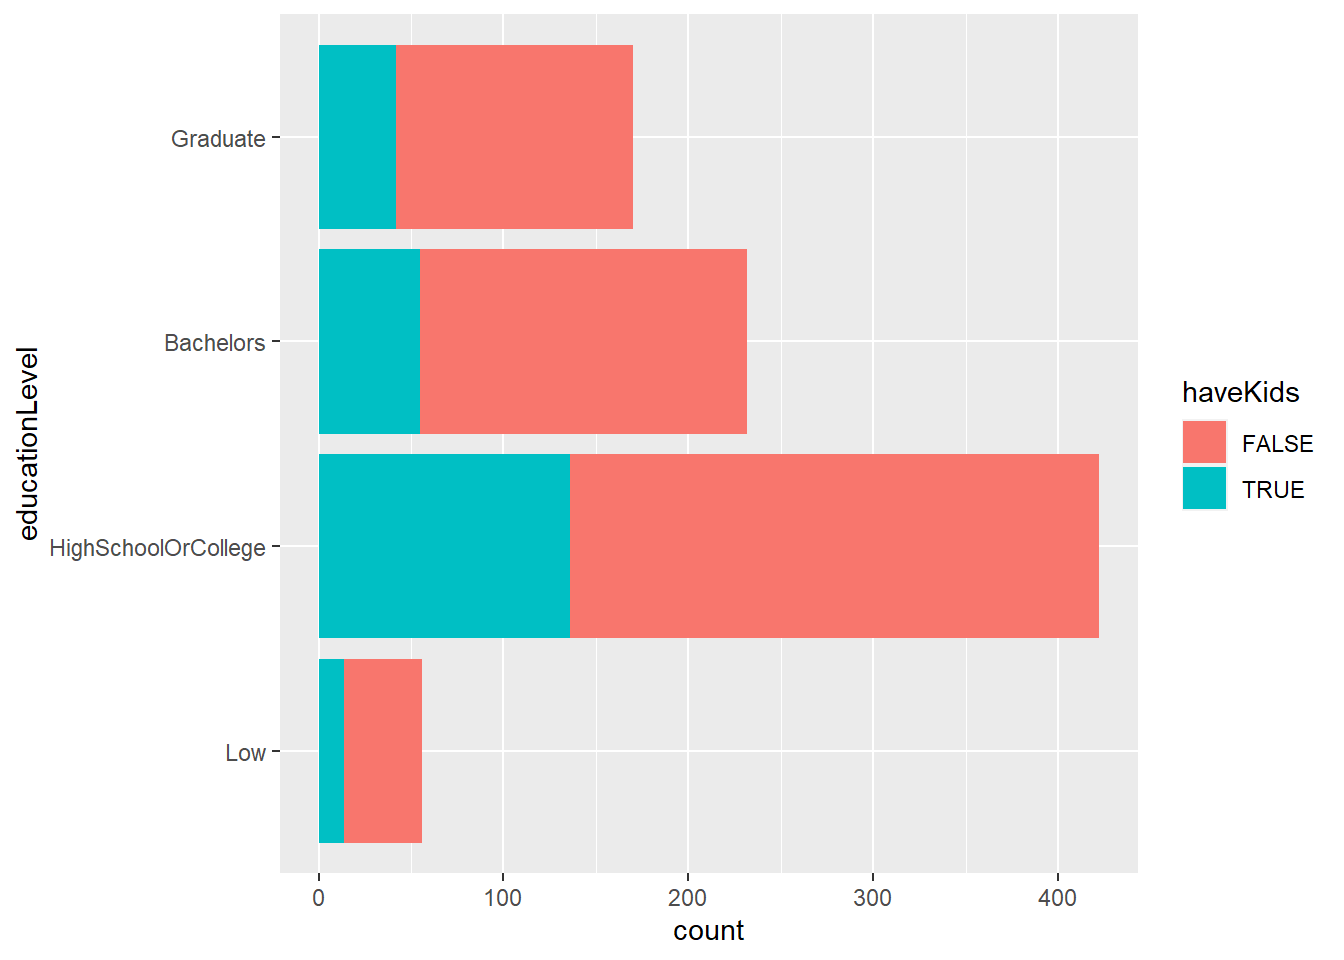 educationLevel
Graduate
Bachelors
HighSchoolOrCollege
Low
0 100 200 300 400
count
haveKids
FALSE
TRUE